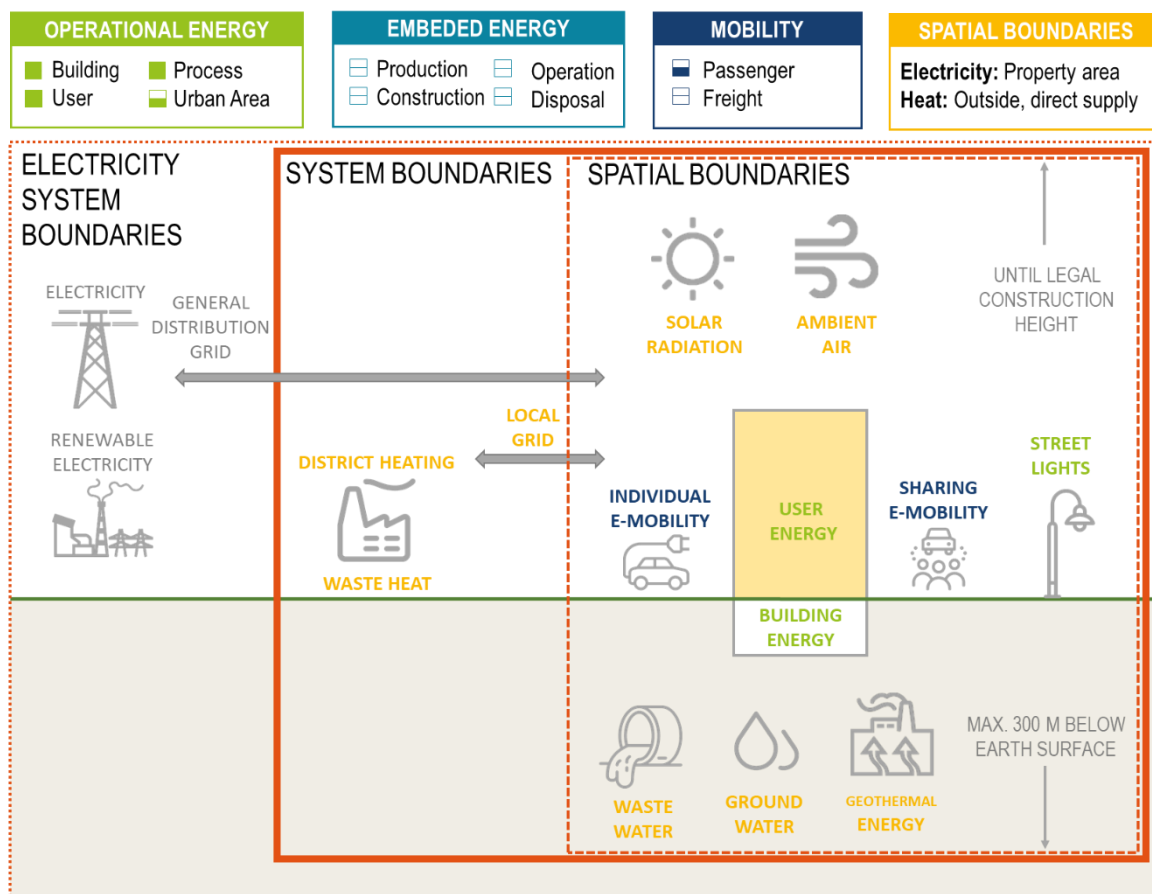 OPERATIONAL ENERGY
Building
Process
User
Urban Area
EMBEDED ENERGY
Production
Operation
Construction
Disposal
MOBILITY
Passenger
Freight
SPATIAL BOUNDARIES
Electricity: Property area
Heat: Outside, direct supply
ELECTRICITY
SYSTEM
BOUNDARIES
SYSTEM BOUNDARIES
SPATIAL BOUNDARIES
ELECTRICITY
GENERAL
DISTRIBUTION
GRID
SOLAR
RADIATION
AMBIENT
AIR
UNTIL LEGAL
CONSTRUCTION
HEIGHT
RENEWABLE
ELECTRICITY
LOCAL
GRID
DISTRICT HEATING
WASTE HEAT
INDIVIDUAL
E-MOBILITY
USER
ENERGY
SHARING
E-MOBILITY
STREET
LIGHTS
BUILDING
ENERGY
WASTE
WATER
GROUND
WATER
GEOTHERMAL
ENERGY
MAX. 300 M BELOW
EARTH SURFACE